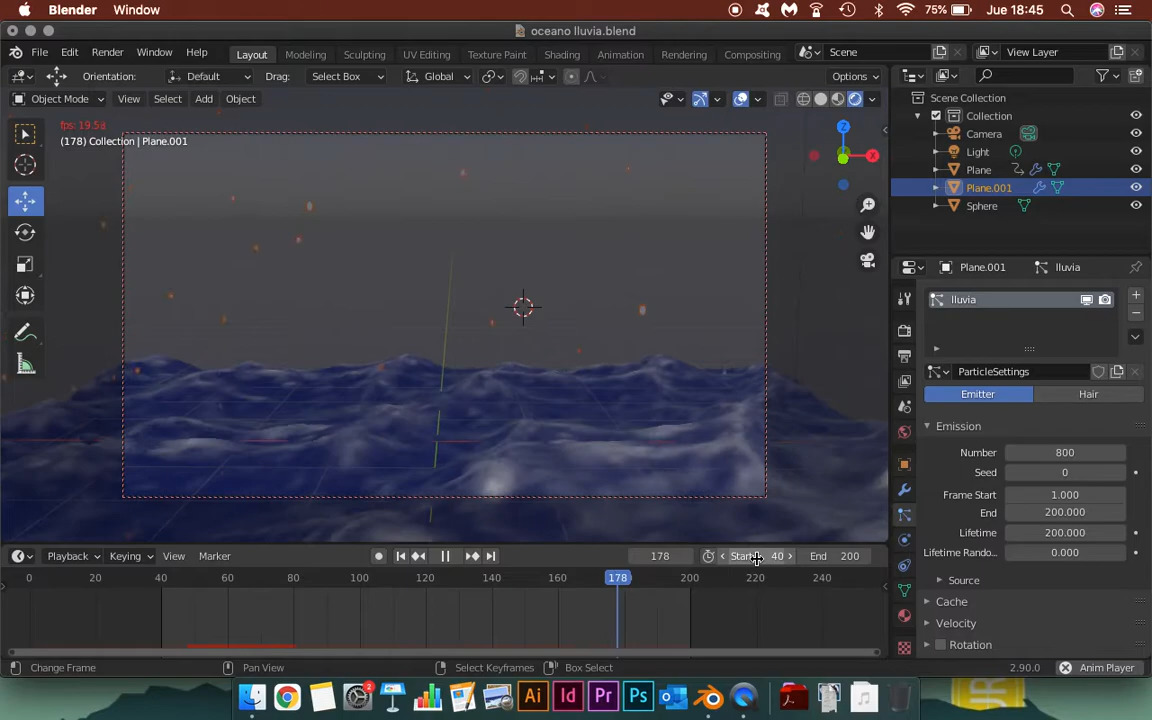 Blender Window 75% Jue 18:45
oceano lluvia.blend
File Edit Render Window Help Layout Modeling Sculpting UV Editing Texture Paint Shading Animation Rendering Compositing Scene View Layer
Orientation: Default Drag: Select Box Global Options
Object Mode View Select Add Object
Scene Collection
Collection
Camera
Light
Plane
Plane.001
Sphere
fps: 19.58
(178) Collection | Plane.001
Z
X
Plane.001 lluvia
lluvia
ParticleSettings
Emitter Hair
Emission
Number 800
Seed 0
Frame Start 1.000
End 200.000
Lifetime 200.000
Lifetime Rando... 0.000
Source
Cache
Velocity
Rotation
Playback Keying View Marker 178 Start 40 End 200
0 20 40 60 80 100 120 140 160 178 200 220 240
Change Frame Pan View Select Keyframes Box Select 2.90.0 Anim Player
2 Ai Id Pr Ps